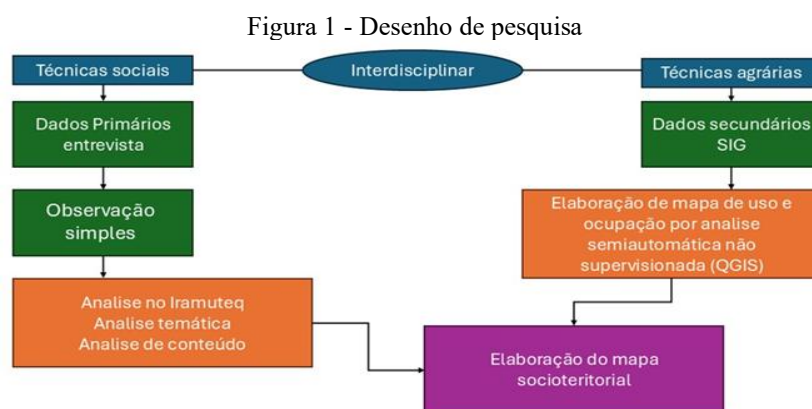 Figura 1 - Desenho de pesquisa
Técnicas sociais
Interdisciplinar
Técnicas agrárias
Dados Primários
entrevista
Dados secundários
SIG
Observação
simples
Elaboração de mapa de uso e
ocupação por analise
semiautomática não
supervisionada (QGIS)
Analise no Iramuteq
Analise temática
Analise de conteúdo
Elaboração do mapa
socioteritorial